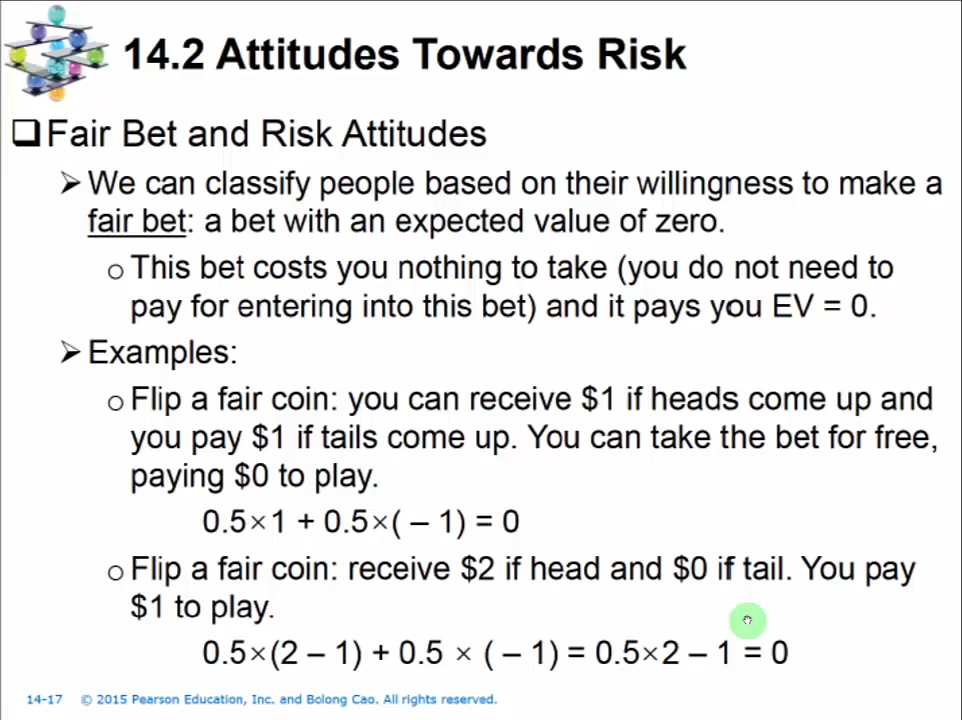 14.2 Attitudes Towards Risk
❑Fair Bet and Risk Attitudes
➢We can classify people based on their willingness to make a
fair bet: a bet with an expected value of zero.
o This bet costs you nothing to take (you do not need to
pay for entering into this bet) and it pays you EV = 0.
➢Examples:
o Flip a fair coin: you can receive $1 if heads come up and
you pay $1 if tails come up. You can take the bet for free,
paying $0 to play.
0.5×1 + 0.5×( – 1) = 0
o Flip a fair coin: receive $2 if head and $0 if tail. You pay
$1 to play.
0.5×(2 – 1) + 0.5 × ( – 1) = 0.5×2 – 1 = 0
14-17 © 2015 Pearson Education, Inc. and Bolong Cao. All rights reserved.